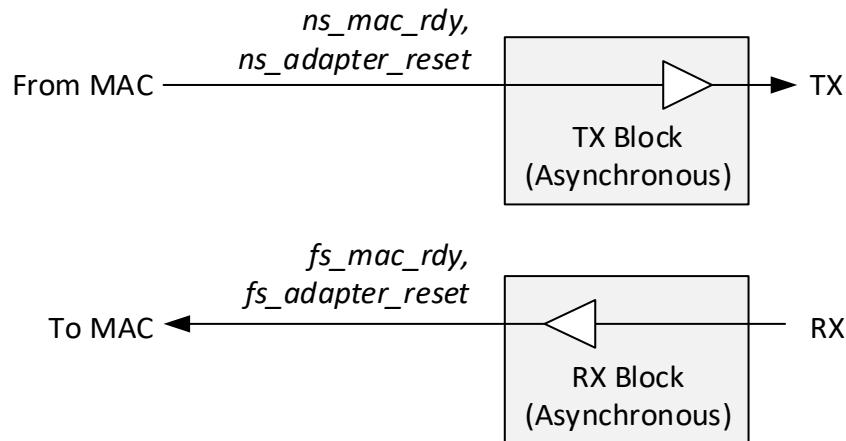 ns_mac_rdy,
ns_adapter_reset
From MAC
TX
TX Block
(Asynchronous)
fs_mac_rdy,
fs_adapter_reset
To MAC
RX
RX Block
(Asynchronous)